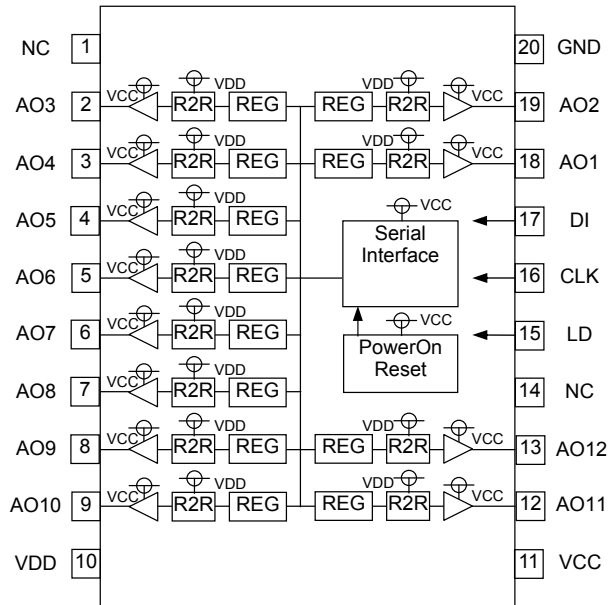 NC 1 20 GND
VDD VDD
AO3 2 VCC R2R REG REG R2R VCC 19 AO2
VDD VDD
AO4 3 VCC R2R REG REG R2R VCC 18 AO1
VDD VCC
AO5 4 VCC R2R REG Serial 17 DI
Interface
VDD
AO6 5 VCC R2R REG 16 CLK
VDD VCC
AO7 6 VCC R2R REG PowerOn 15 LD
Reset
VDD
AO8 7 VCC R2R REG 14 NC
VDD VDD
AO9 8 VCC R2R REG REG R2R VCC 13 AO12
VDD VDD
AO10 9 VCC R2R REG REG R2R VCC 12 AO11
VDD 10 11 VCC